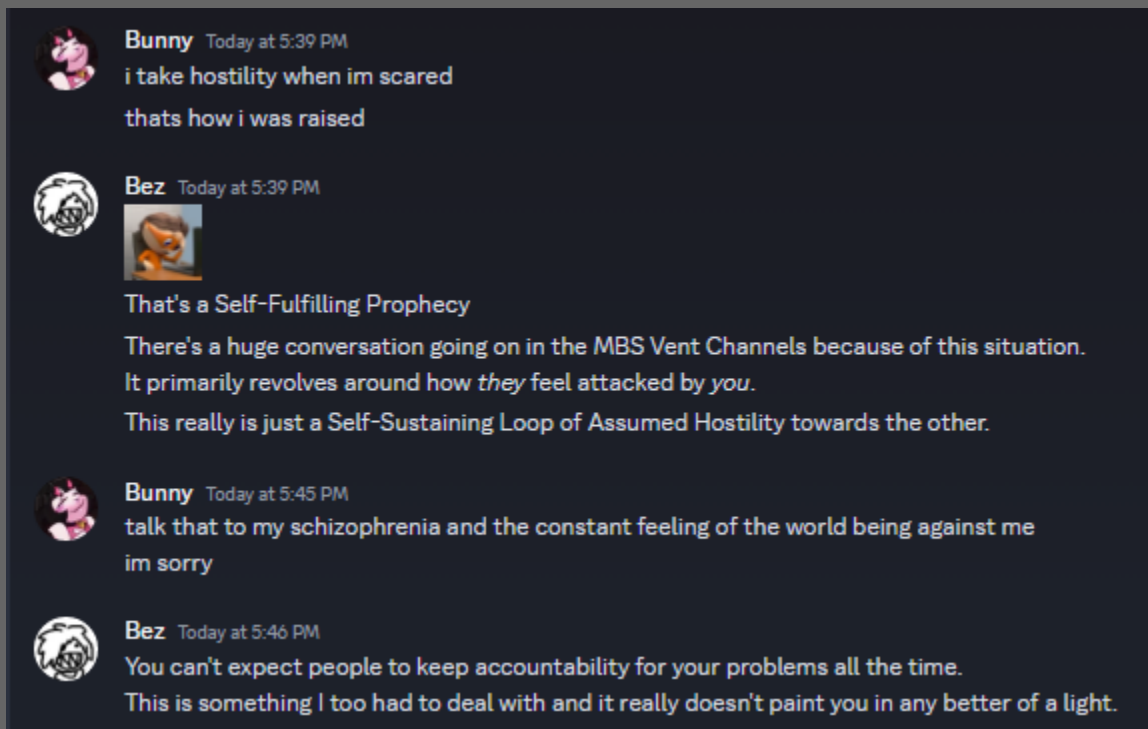 Bunny Today at 5:39 PM
i take hostility when im scared
thats how i was raised
Bez Today at 5:39 PM
That's a Self-Fulfilling Prophecy
There's a huge conversation going on in the MBS Vent Channels because of this situation.
It primarily revolves around how they feel attacked by you.
This really is just a Self-Sustaining Loop of Assumed Hostility towards the other.
Bunny Today at 5:45 PM
talk that to my schizophrenia and the constant feeling of the world being against me
im sorry
Bez Today at 5:46 PM
You can't expect people to keep accountability for your problems all the time.
This is something I too had to deal with and it really doesn't paint you in any better of a light.